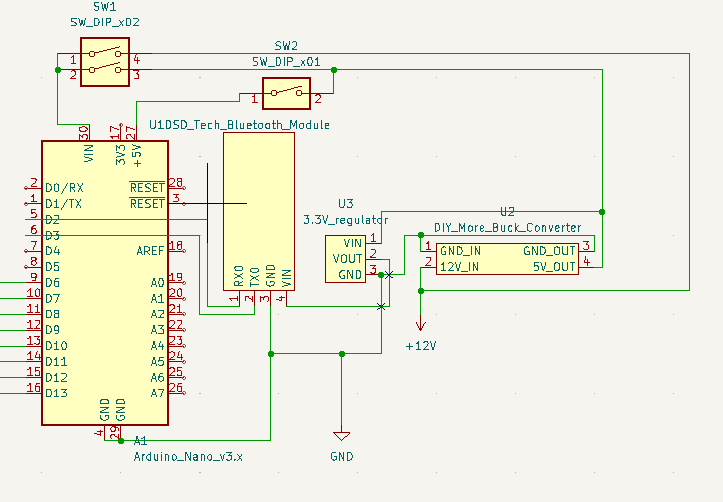 SW1
SW_DIP_x02
1
4
2
3
SW2
SW_DIP_x01
1
2
U1DSD_Tech_Bluetooth_Module
30
17
27
VIN
3V3
+5V
2
D0/RX
RESET
28
1
D1/TX
RESET
3
5
D2
6
D3
7
D4
AREF
18
8
D5
9
D6
A0
19
10
D7
A1
20
11
D8
A2
21
12
D9
A3
22
13
D10
A4
23
14
D11
A5
24
15
D12
A6
25
16
D13
A7
26
GND
GND
4
29
A1
Arduino_Nano_v3.x
RX0
TX0
GND
VIN
1
2
3
4
U3
3.3V_regulator
VIN
1
VOUT
2
GND
3
U2
DIY_More_Buck_Converter
1
GND_IN
GND_OUT
3
2
12V_IN
5V_OUT
4
+12V
GND